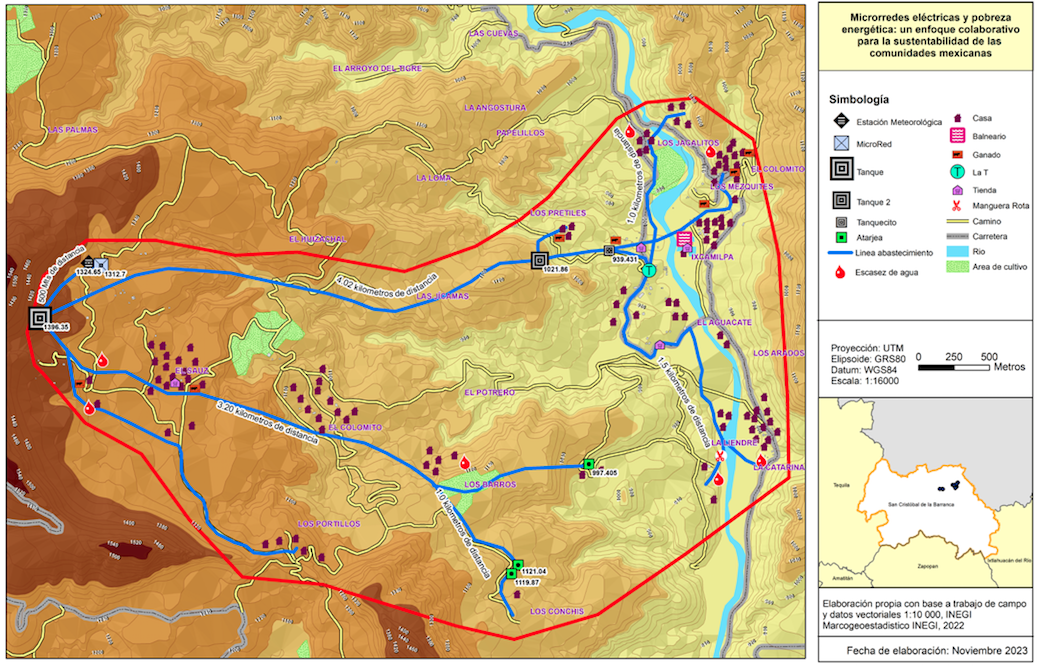 LAS CUEVAS
EL ARROYO DEL TIGRE
LA ANGOSTURA
LAS PALMAS
PAPELILLOS
LOS JAGALITOS
EL COLOMITO
LA LOMA
LOS MEZQUITES
1.0 kilometros de distancia
LOS PRETILES
EL HUIZACHAL
IXCAMILPA
939.431
500 Mts de distancia
1324.65
1312.7
1021.86
4.02 kilometros de distancia
LAS JICAMAS
1396.35
EL AGUACATE
LOS ARADOS
EL SAUZ
1.5 kilometros de distancia
EL POTRERO
3.20 kilometros de distancia
EL COLOMITO
LA LIENDRE
LA CATARINA
997.405
LOS BARROS
1.0 kilometros de distancia
LOS PORTILLOS
1121.04
1119.87
LOS CONCHIS
Microrredes eléctricas y pobreza
energética: un enfoque colaborativo
para la sustentabilidad de las
comunidades mexicanas
Simbología
Estación Meteorológica
MicroRed
Tanque
Tanque 2
Tanquecito
Atarjea
Linea abastecimiento
Escasez de agua
Casa
Balneario
Ganado
La T
Tienda
Manguera Rota
Camino
Carretera
Rio
Area de cultivo
Proyección: UTM
Elipsoide: GRS80
Datum: WGS84
Escala: 1:16000
0 250 500
Metros
Tequila
San Cristóbal de la Barranca
Zapopan
Amatitán
Elaboración propia con base a trabajo de campo
y datos vectoriales 1:10 000, INEGI
Marcogeoestadistico INEGI, 2022
Fecha de elaboración: Noviembre 2023